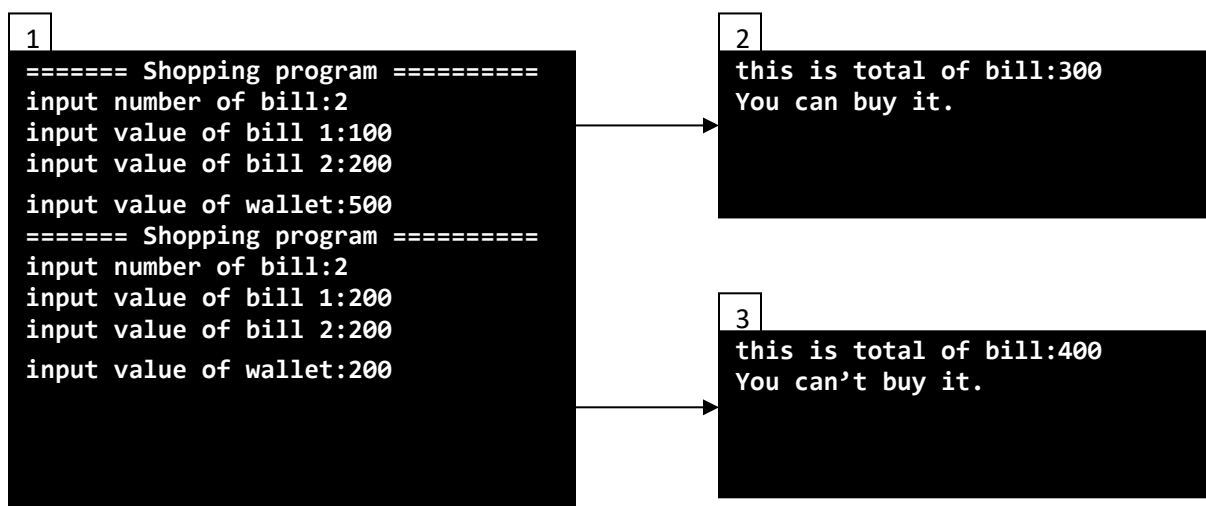 1
======= Shopping program ==========
input number of bill:2
input value of bill 1:100
input value of bill 2:200
input value of wallet:500
======= Shopping program ==========
input number of bill:2
input value of bill 1:200
input value of bill 2:200
input value of wallet:200
2
this is total of bill:300
You can buy it.
3
this is total of bill:400
You can’t buy it.